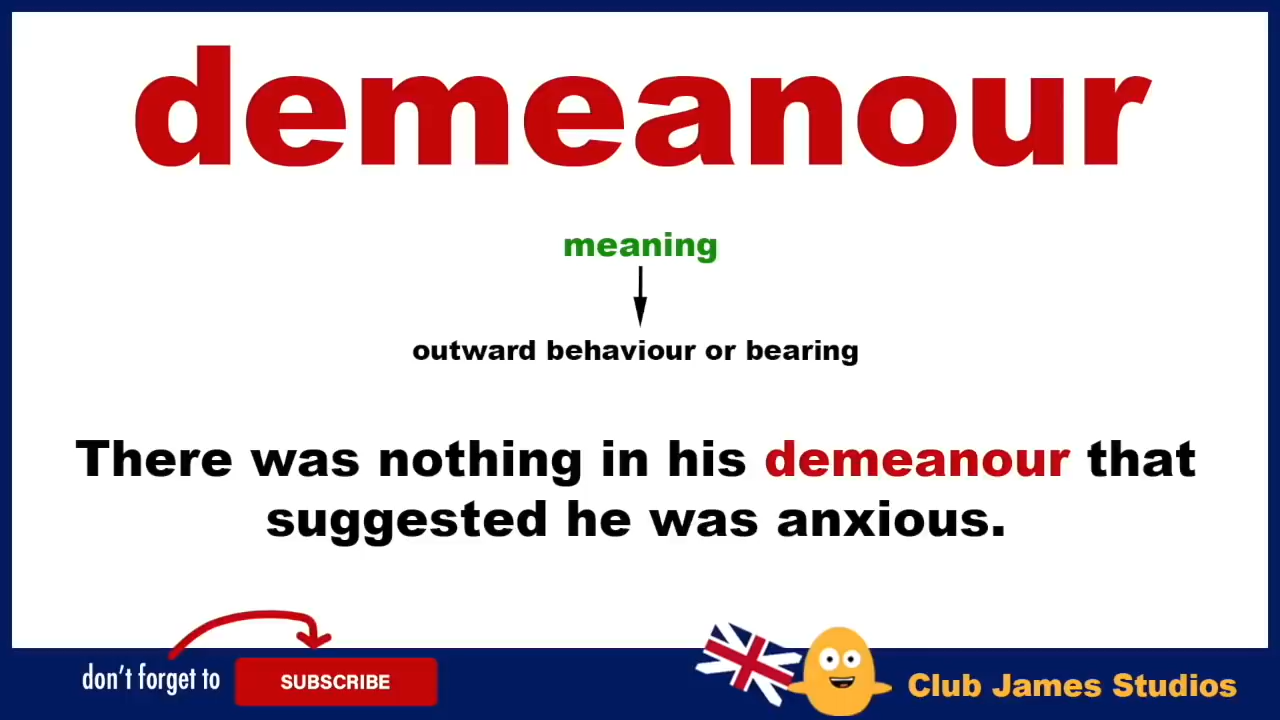 demeanour
meaning
outward behaviour or bearing
There was nothing in his demeanour that
suggested he was anxious.
don't forget to
SUBSCRIBE
Club James Studios